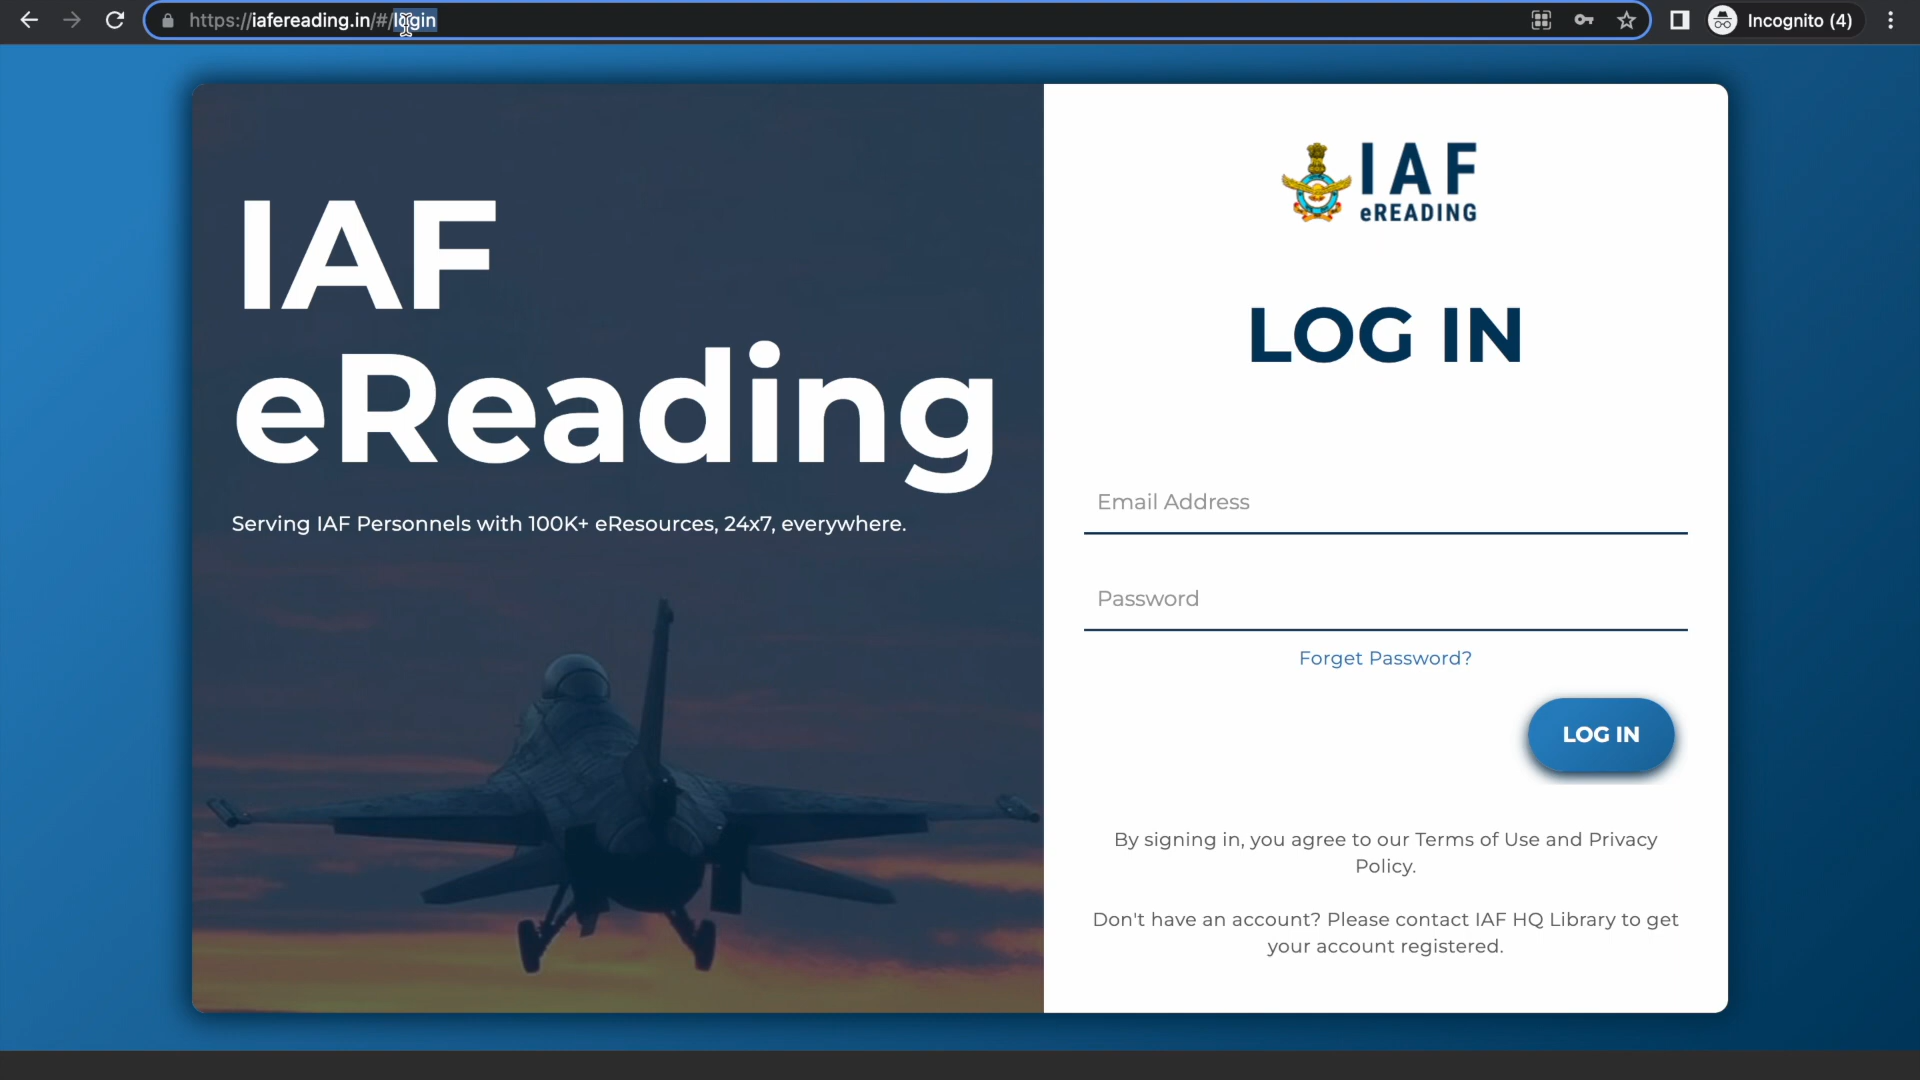 https://iafereading.in/#/login
Incognito (4)
IAF
eReading
Serving IAF Personnels with 100K+ eResources, 24x7, everywhere.
IAF
eREADING
LOG IN
Email Address
Password
Forget Password?
LOG IN
By signing in, you agree to our Terms of Use and Privacy
Policy.
Don't have an account? Please contact IAF HQ Library to get
your account registered.